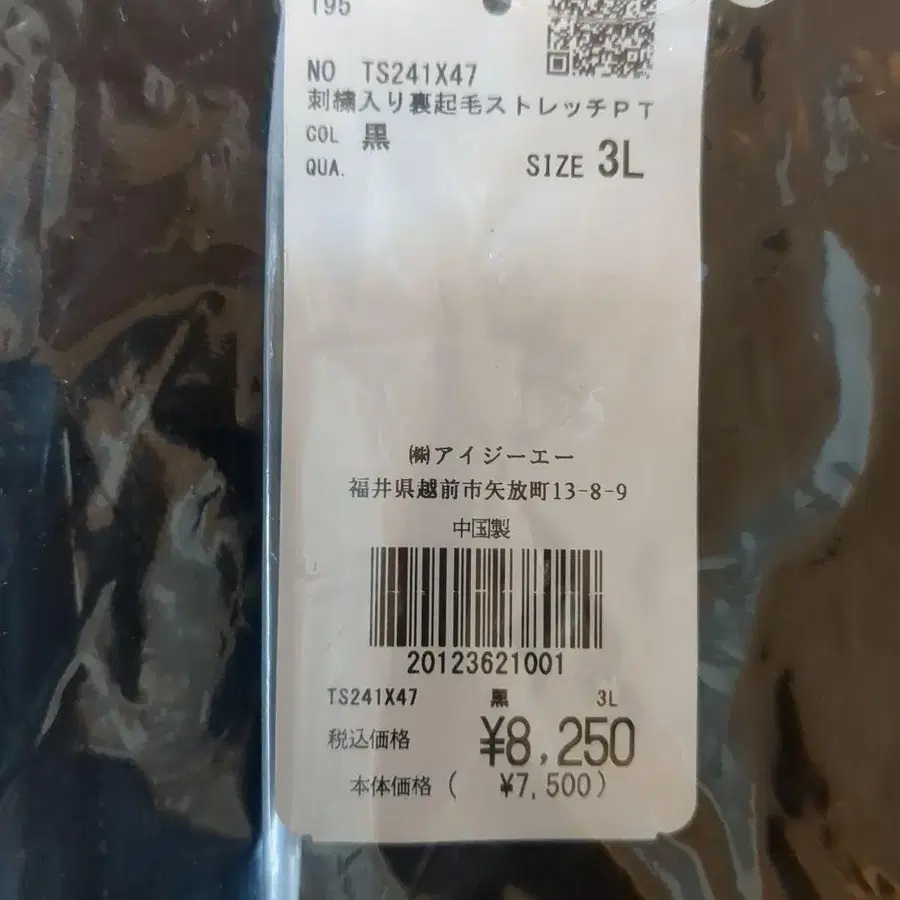 195
NO TS241X47
刺繍入り裏起毛ストレッチPT
COL 黒
QUA.
SIZE 3L
㈱アイジーエー
福井県越前市矢放町13-8-9
中国製
20123621001
TS241X47 黒 3L
税込価格 ¥8,250
本体価格( ¥7,500)